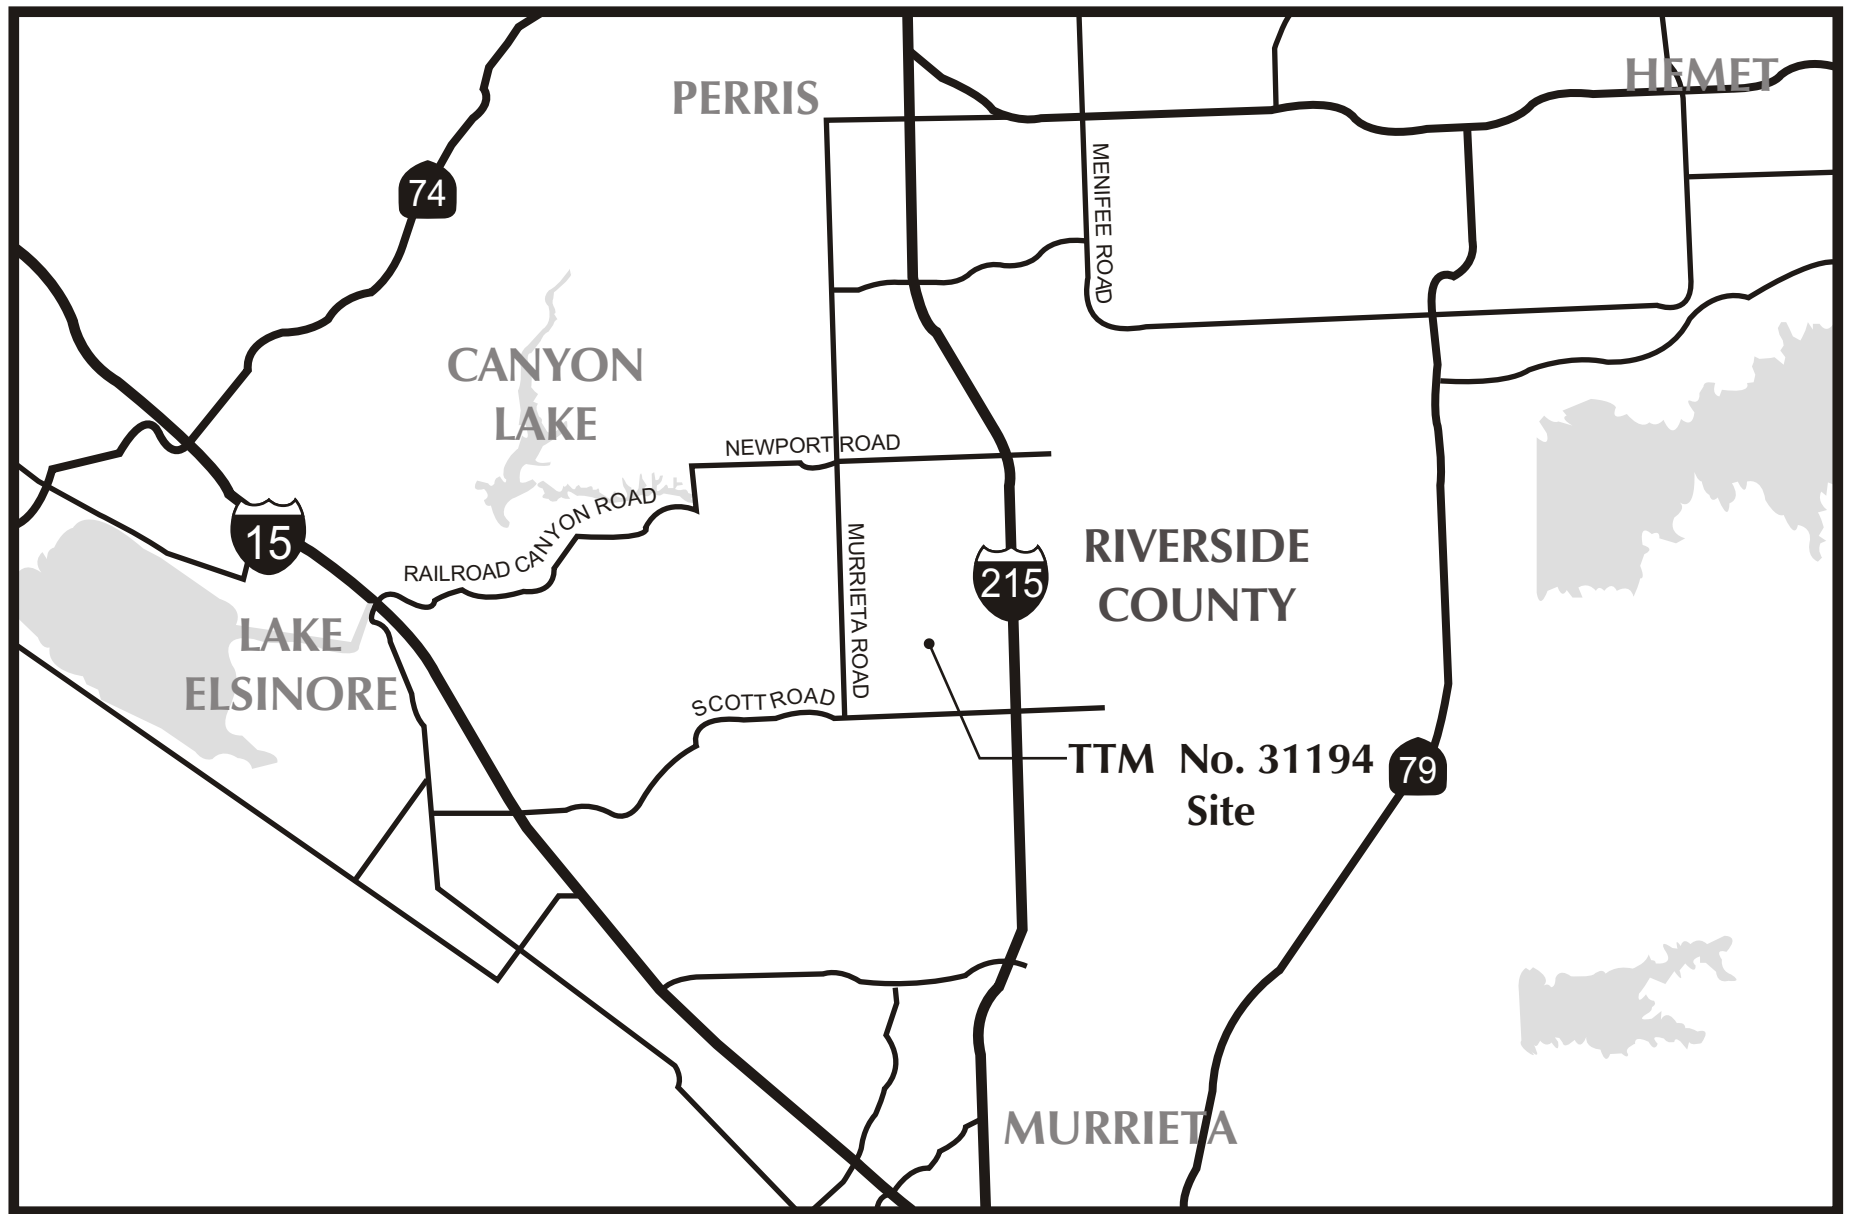 HEMET
PERRIS
MENIFEE ROAD
74
CANYON
LAKE
NEWPORT ROAD
RAILROAD CANYON ROAD
15
MURRIETA ROAD
215
RIVERSIDE
COUNTY
LAKE
ELSINORE
SCOTT ROAD
TTM No. 31194
Site
79
MURRIETA